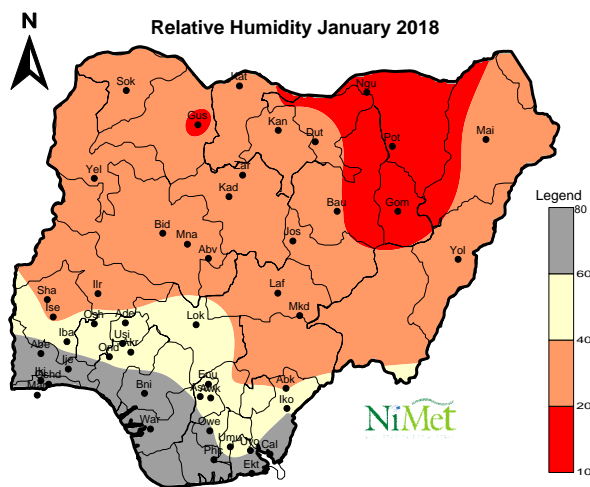 Relative Humidity January 2018
N
Sok
Kat
Ngu
Gus
Kan
Dut
Pot
Mai
Yel
Zar
Kad
Bau
Gom
Bid
Mna
Abv
Jos
Yol
Sha
Ise
Ilr
Laf
Mkd
Osh
Ado
Lok
Iba
Usi
Akr
Ond
Abe
Ije
Enu
Abk
Bni
Awk
Iko
War
Owe
Umu
Uyo
Cal
Phc
Ekt
NiMet
Legend
80
60
40
20
10